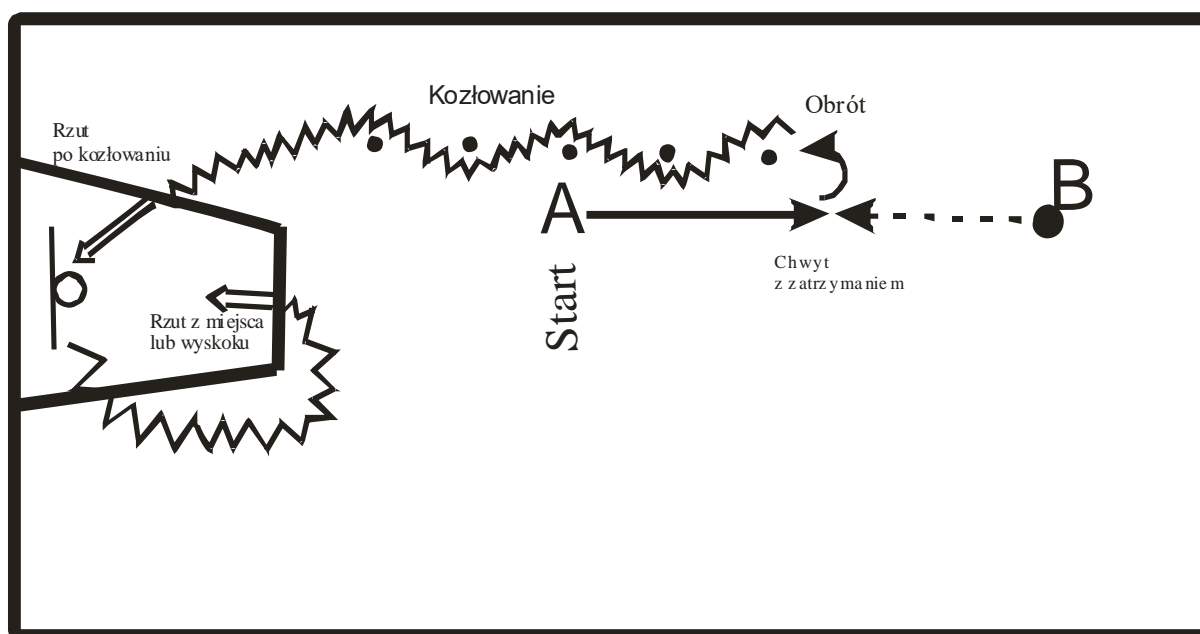 Kozłowanie
Obrót
Rzut
po kozłowaniu
A
B
Start
Chwyt
z zatrzymaniem
Rzut z miejsca
lub wyskoku